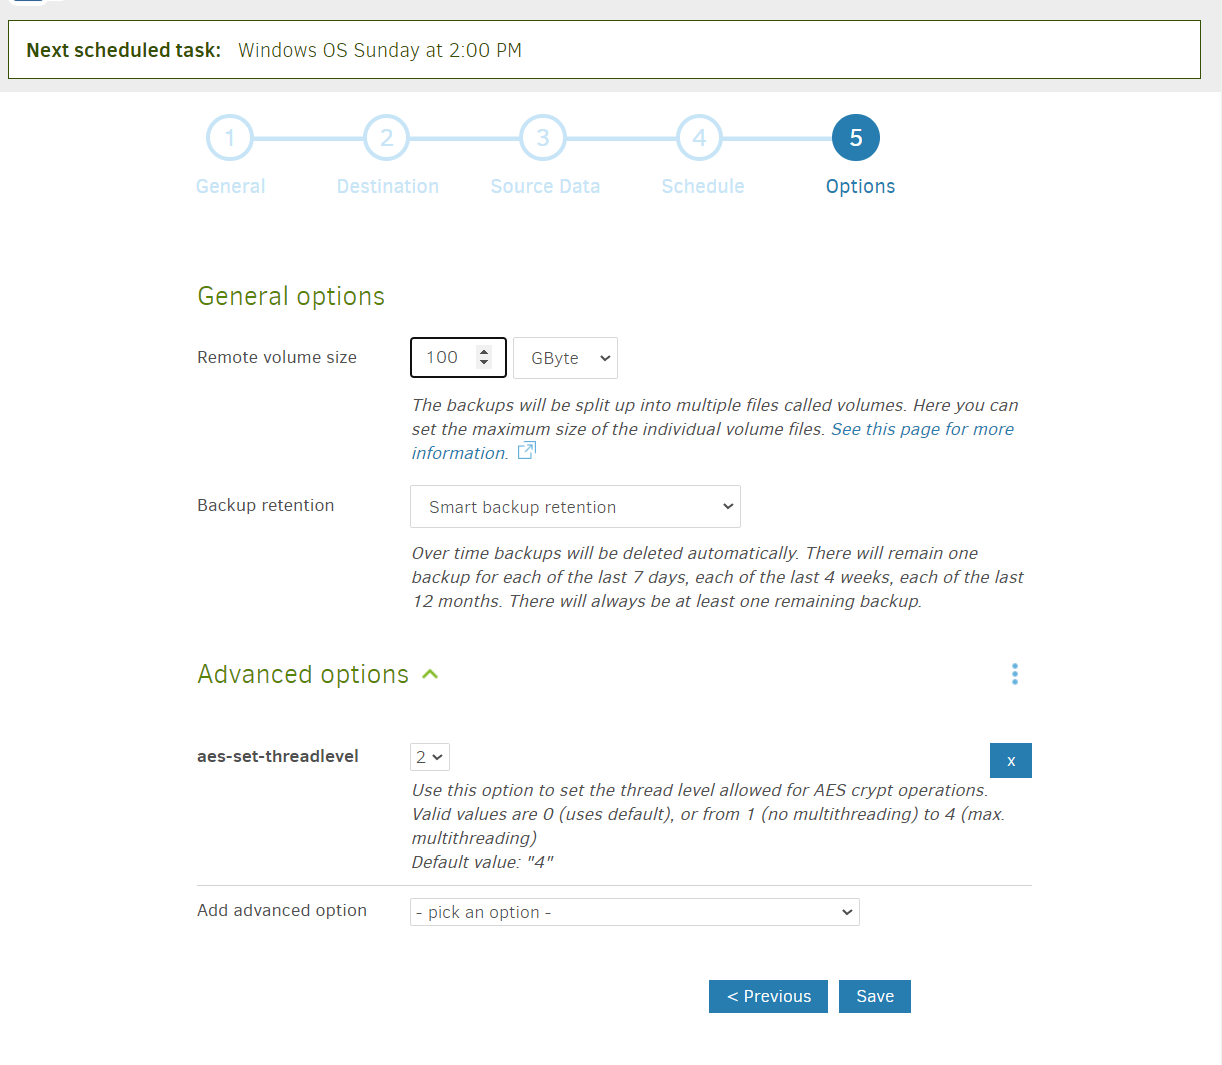 Next scheduled task: Windows OS Sunday at 2:00 PM
1 2 3 4 5
General Destination Source Data Schedule Options
General options
Remote volume size 100 GByte
The backups will be split up into multiple files called volumes. Here you can
set the maximum size of the individual volume files. See this page for more
information.
Backup retention Smart backup retention
Over time backups will be deleted automatically. There will remain one
backup for each of the last 7 days, each of the last 4 weeks, each of the last
12 months. There will always be at least one remaining backup.
Advanced options
aes-set-threadlevel 2 x
Use this option to set the thread level allowed for AES crypt operations.
Valid values are 0 (uses default), or from 1 (no multithreading) to 4 (max.
multithreading)
Default value: "4"
Add advanced option - pick an option -
< Previous Save